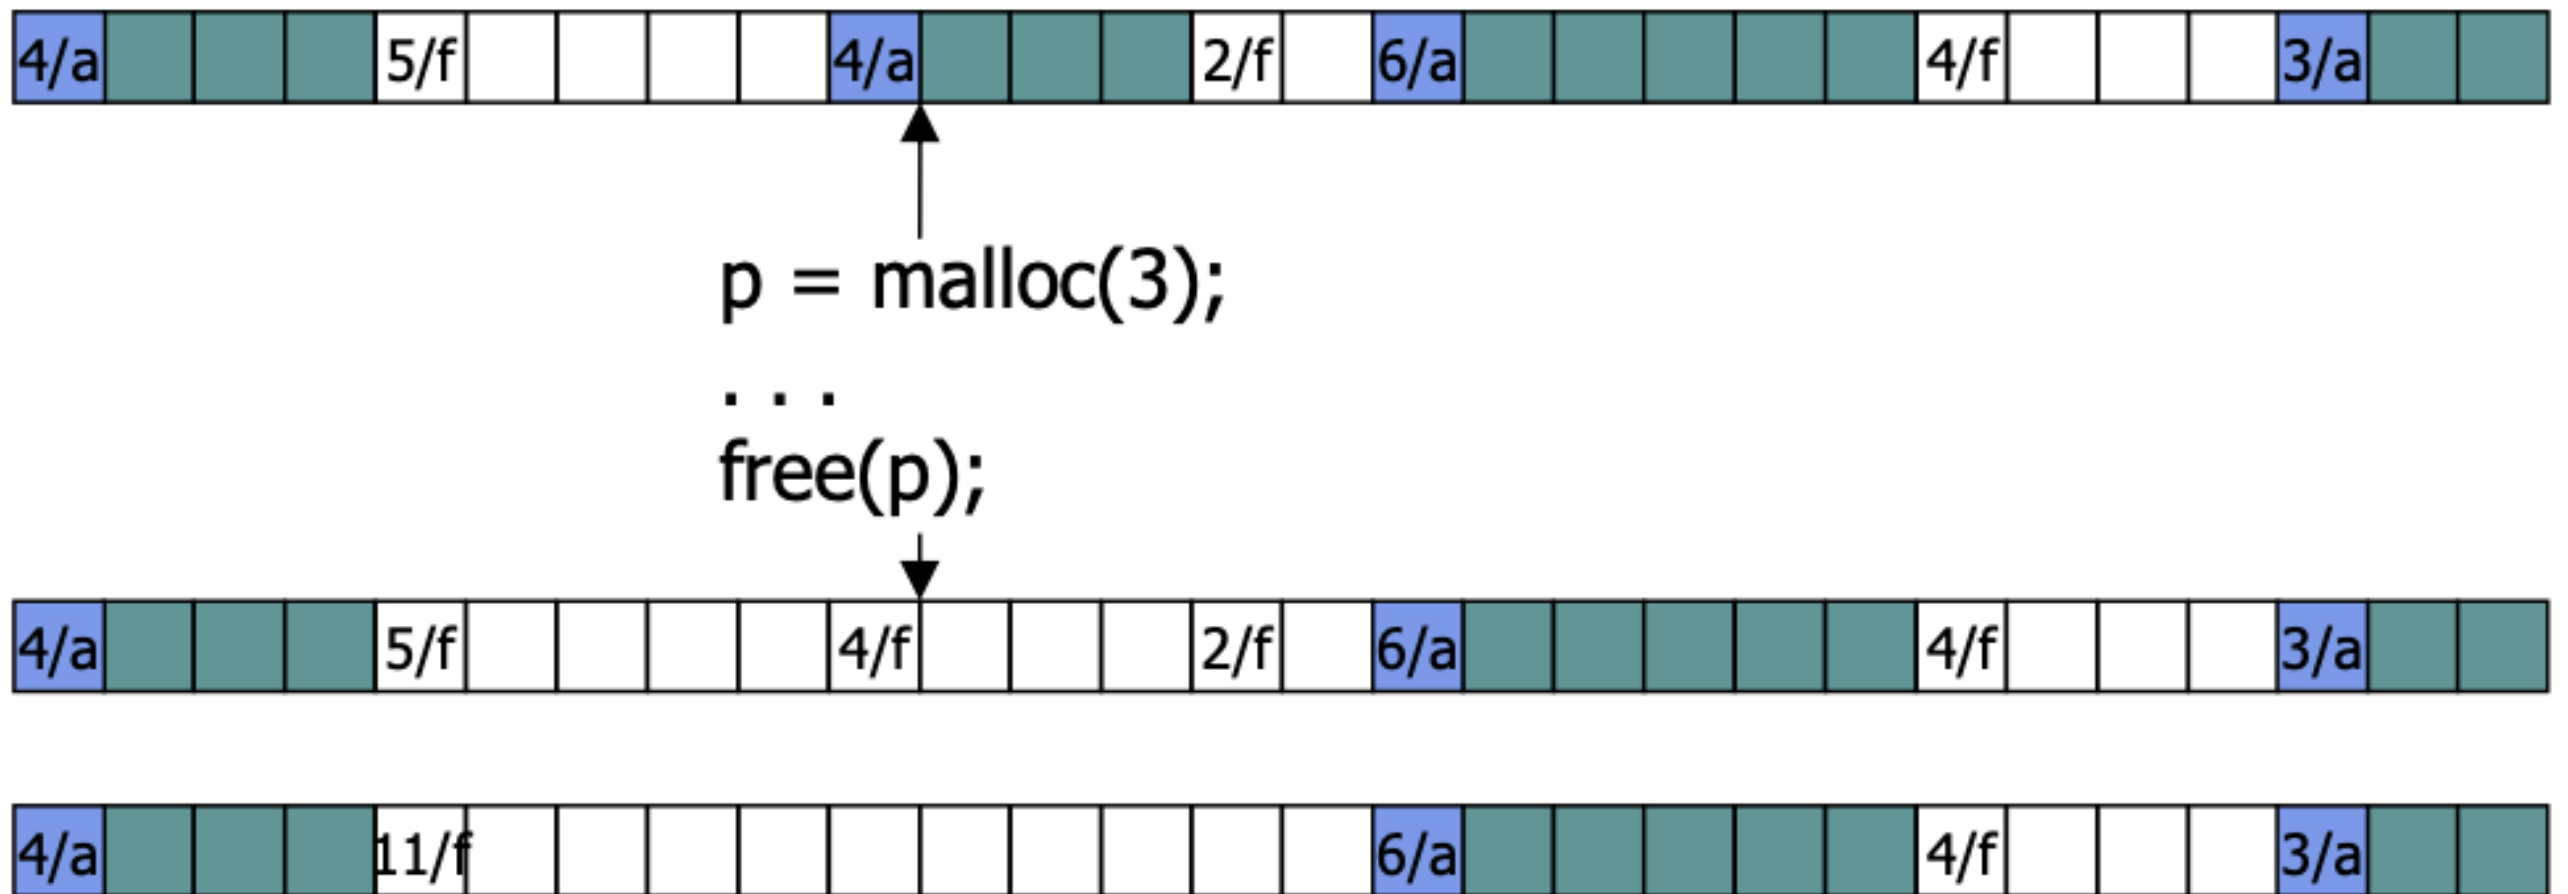 4/a 5/f 4/a 2/f 6/a 4/f 3/a
p = malloc(3);
. . .
free(p);
4/a 5/f 4/f 2/f 6/a 4/f 3/a
4/a 11/f 6/a 4/f 3/a